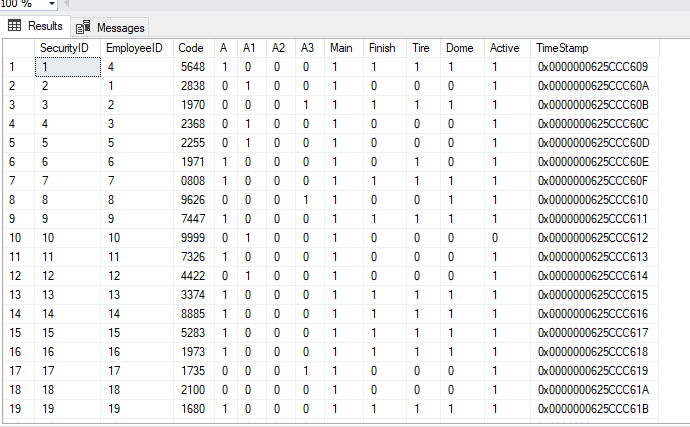 100 %
Results Messages
SecurityID EmployeeID Code A A1 A2 A3 Main Finish Tire Dome Active TimeStamp
1 1 4 5648 1 0 0 0 1 1 1 1 1 0x0000000625CCC609
2 2 1 2838 0 1 0 0 1 0 0 0 1 0x0000000625CCC60A
3 3 2 1970 0 0 0 1 1 1 1 1 1 0x0000000625CCC60B
4 4 3 2368 0 1 0 0 1 0 0 0 1 0x0000000625CCC60C
5 5 5 2255 0 1 0 0 1 0 0 0 1 0x0000000625CCC60D
6 6 6 1971 1 0 0 0 1 0 1 0 1 0x0000000625CCC60E
7 7 7 0808 1 0 0 0 1 1 1 1 1 0x0000000625CCC60F
8 8 8 9626 0 0 0 1 1 0 0 1 1 0x0000000625CCC610
9 9 9 7447 1 0 0 0 1 1 1 1 1 0x0000000625CCC611
10 10 10 9999 0 1 0 0 1 0 0 0 0 0x0000000625CCC612
11 11 11 7326 1 0 0 0 1 0 0 0 1 0x0000000625CCC613
12 12 12 4422 0 1 0 0 1 0 0 0 1 0x0000000625CCC614
13 13 13 3374 1 0 0 0 1 1 1 1 1 0x0000000625CCC615
14 14 14 8885 1 0 0 0 1 1 1 1 1 0x0000000625CCC616
15 15 15 5283 1 0 0 0 1 1 1 1 1 0x0000000625CCC617
16 16 16 1973 1 0 0 0 1 1 1 1 1 0x0000000625CCC618
17 17 17 1735 0 0 0 1 1 0 0 0 1 0x0000000625CCC619
18 18 18 2100 0 0 0 0 1 0 0 0 1 0x0000000625CCC61A
19 19 19 1680 1 0 0 0 1 1 1 1 1 0x0000000625CCC61B